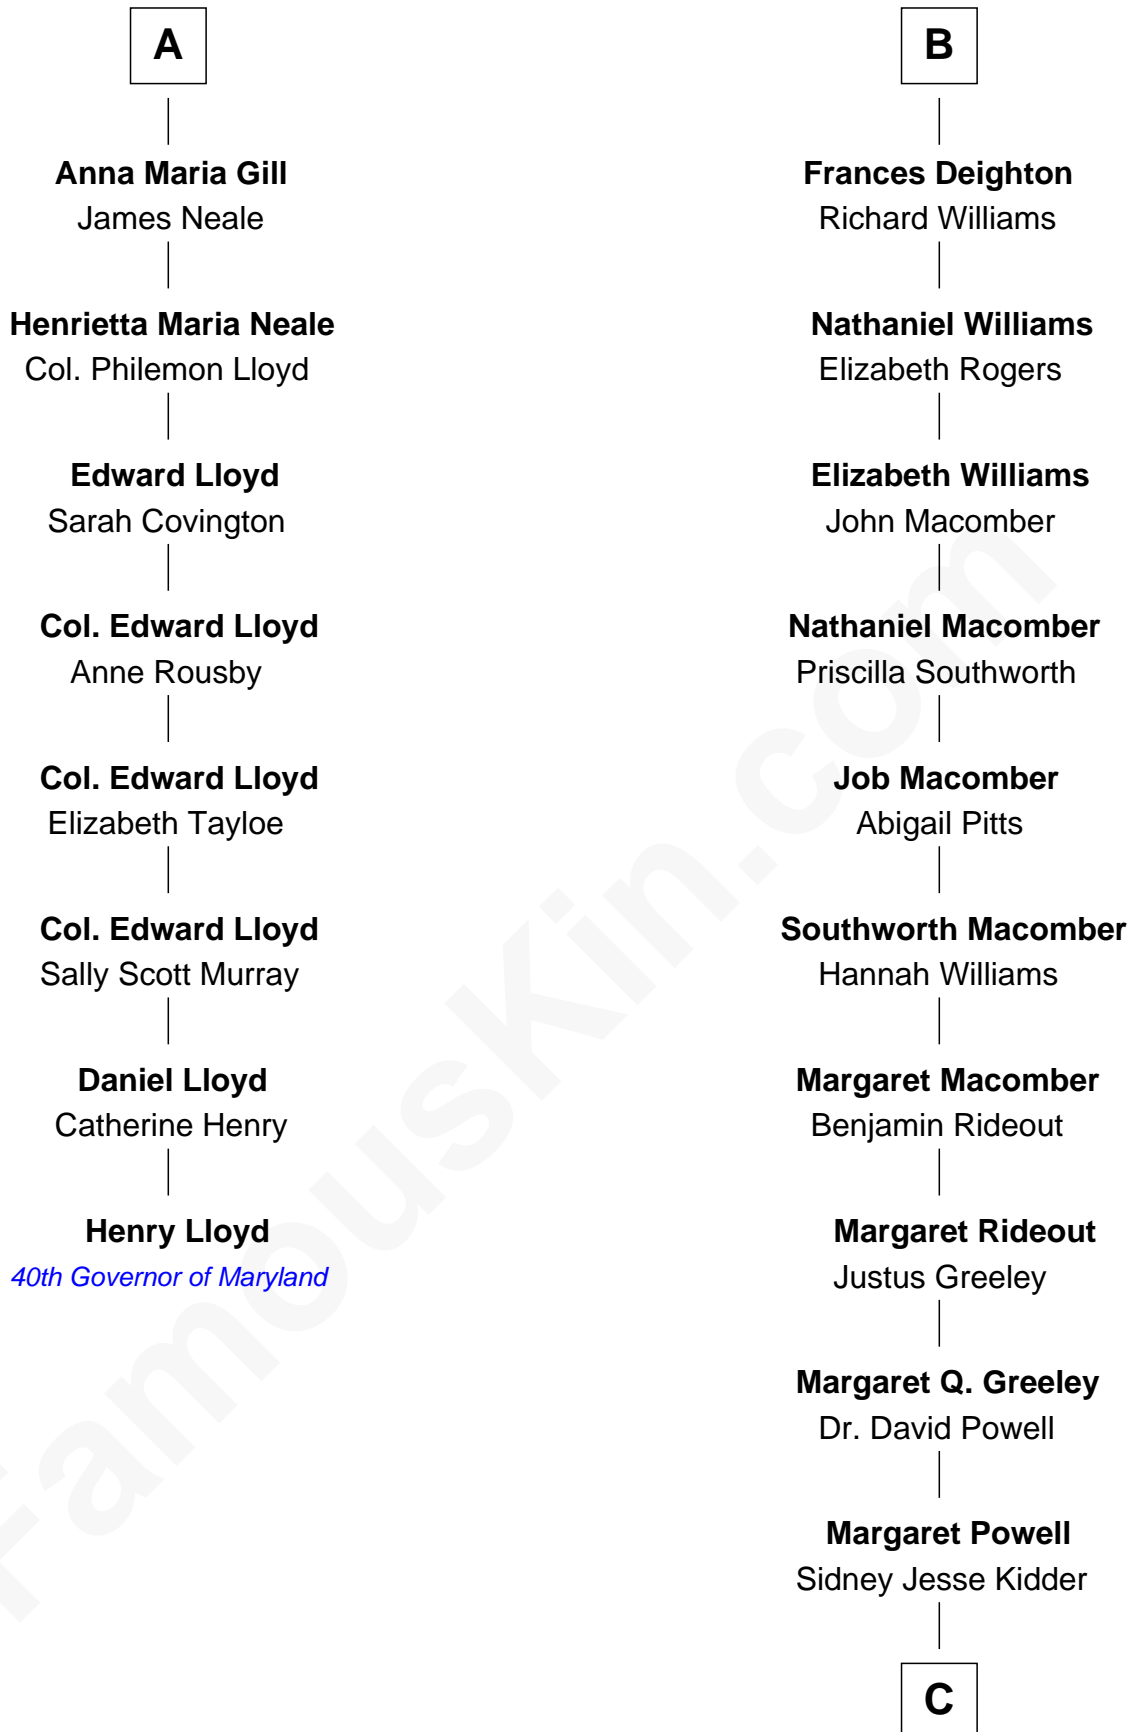 A
Anna Maria Gill
James Neale
Henrietta Maria Neale
Col. Philemon Lloyd
Edward Lloyd
Sarah Covington
Col. Edward Lloyd
Anne Rousby
Col. Edward Lloyd
Elizabeth Tayloe
Col. Edward Lloyd
Sally Scott Murray
Daniel Lloyd
Catherine Henry
Henry Lloyd
40th Governor of Maryland
B
Frances Deighton
Richard Williams
Nathaniel Williams
Elizabeth Rogers
Elizabeth Williams
John Macomber
Nathaniel Macomber
Priscilla Southworth
Job Macomber
Abigail Pitts
Southworth Macomber
Hannah Williams
Margaret Macomber
Benjamin Rideout
Margaret Rideout
Justus Greeley
Margaret Q. Greeley
Dr. David Powell
Margaret Powell
Sidney Jesse Kidder
C
FamousKin.com